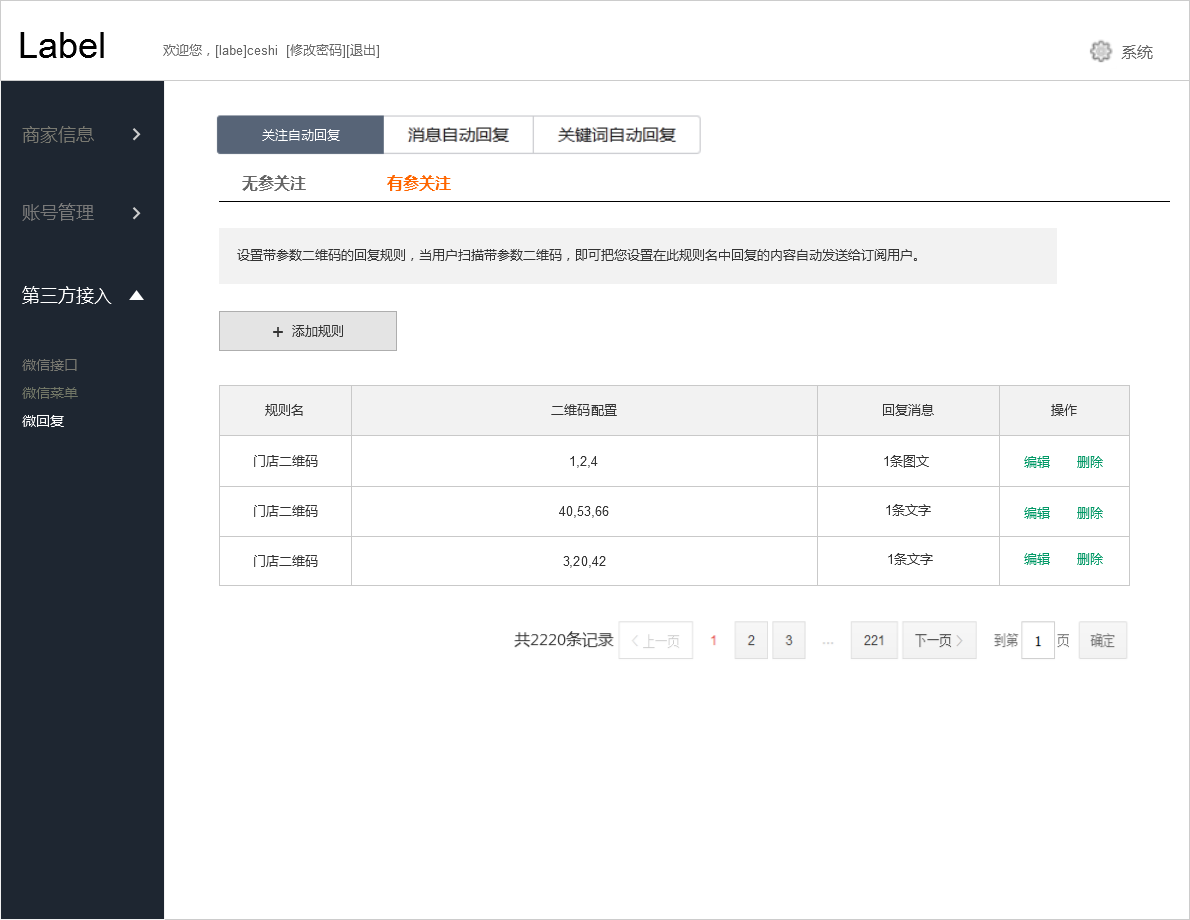 Label
欢迎您，[labe]ceshi [修改密码][退出]
系统
商家信息
账号管理
第三方接入
微信接口
微信菜单
微回复
关注自动回复 消息自动回复 关键词自动回复
无参关注 有参关注
设置带参数二维码的回复规则，当用户扫描带参数二维码，即可把您设置在此规则名中回复的内容自动发送给订阅用户。
+ 添加规则
规则名 二维码配置 回复消息 操作
门店二维码 1,2,4 1条图文 编辑 删除
门店二维码 40,53,66 1条文字 编辑 删除
门店二维码 3,20,42 1条文字 编辑 删除
共2220条记录 <上一页 1 2 3 ... 221 下一页> 到第 1 页 确定